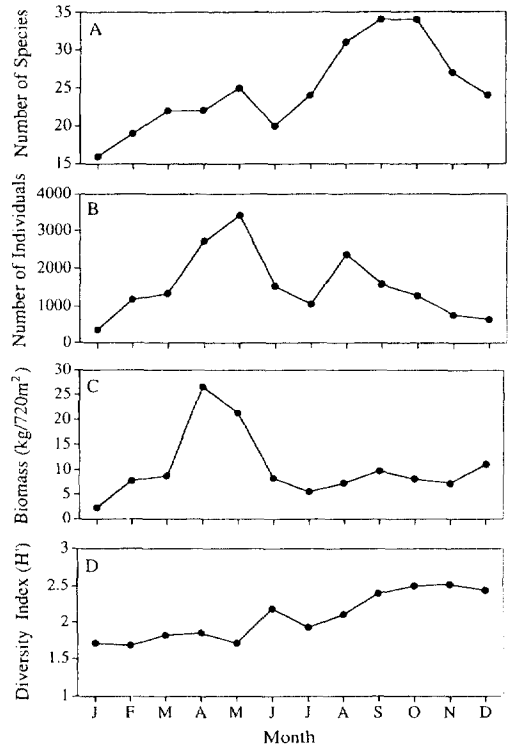 A
Number of Species
35
30
25
20
15
B
Number of Individuals
4000
3000
2000
1000
0
C
Biomass (kg/720m²)
30
25
20
15
10
5
0
D
Diversity Index (H')
3
2.5
2
1.5
1
J F M A M J J A S O N D
Month